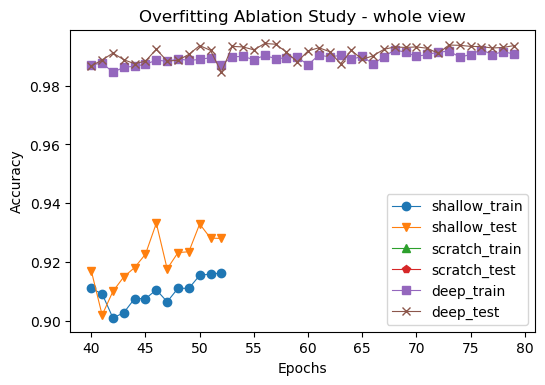 Overfitting Ablation Study - whole view
Accuracy
0.98
0.96
0.94
0.92
0.90
shallow_train
shallow_test
scratch_train
scratch_test
deep_train
deep_test
40 45 50 55 60 65 70 75 80
Epochs